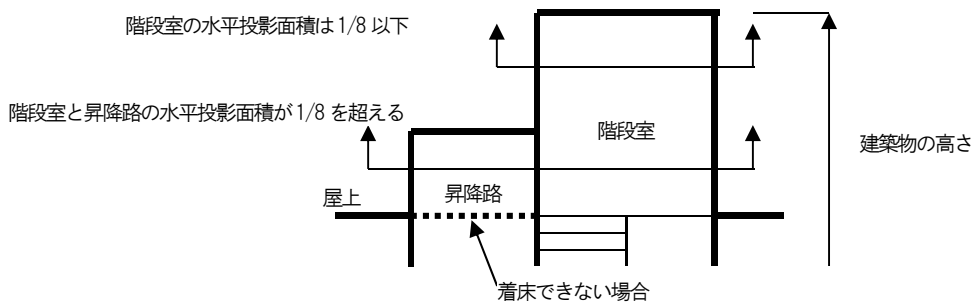 階段室の水平投影面積は1/8 以下
階段室と昇降路の水平投影面積が1/8 を超える
階段室
建築物の高さ
屋上
昇降路
着床できない場合